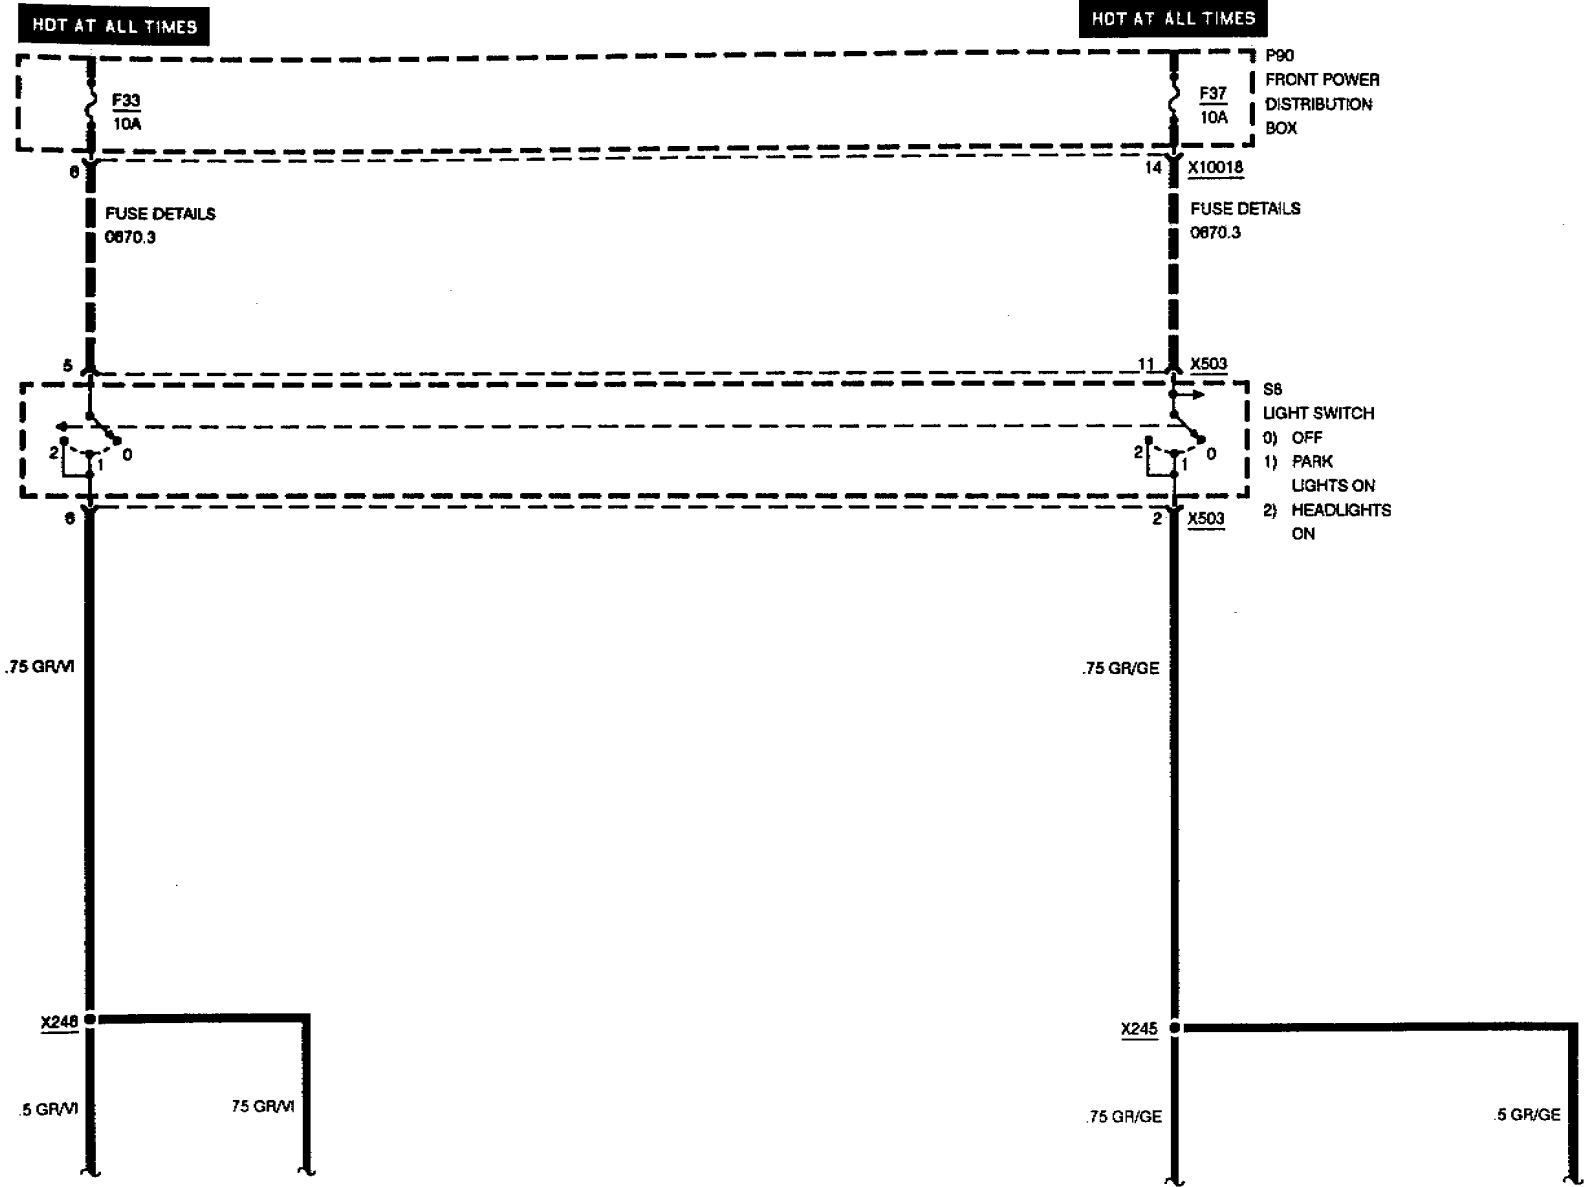 HOT AT ALL TIMES
HOT AT ALL TIMES
F33
10A
F37
10A
P90
FRONT POWER
DISTRIBUTION
BOX
6
14 X10018
FUSE DETAILS
0670.3
FUSE DETAILS
0670.3
5
11 X503
S8
LIGHT SWITCH
0) OFF
1) PARK
LIGHTS ON
2) HEADLIGHTS
ON
2
1
0
2
1
0
6
2 X503
.75 GR/VI
.75 GR/GE
X246
X245
.5 GR/VI
75 GR/VI
.75 GR/GE
.5 GR/GE